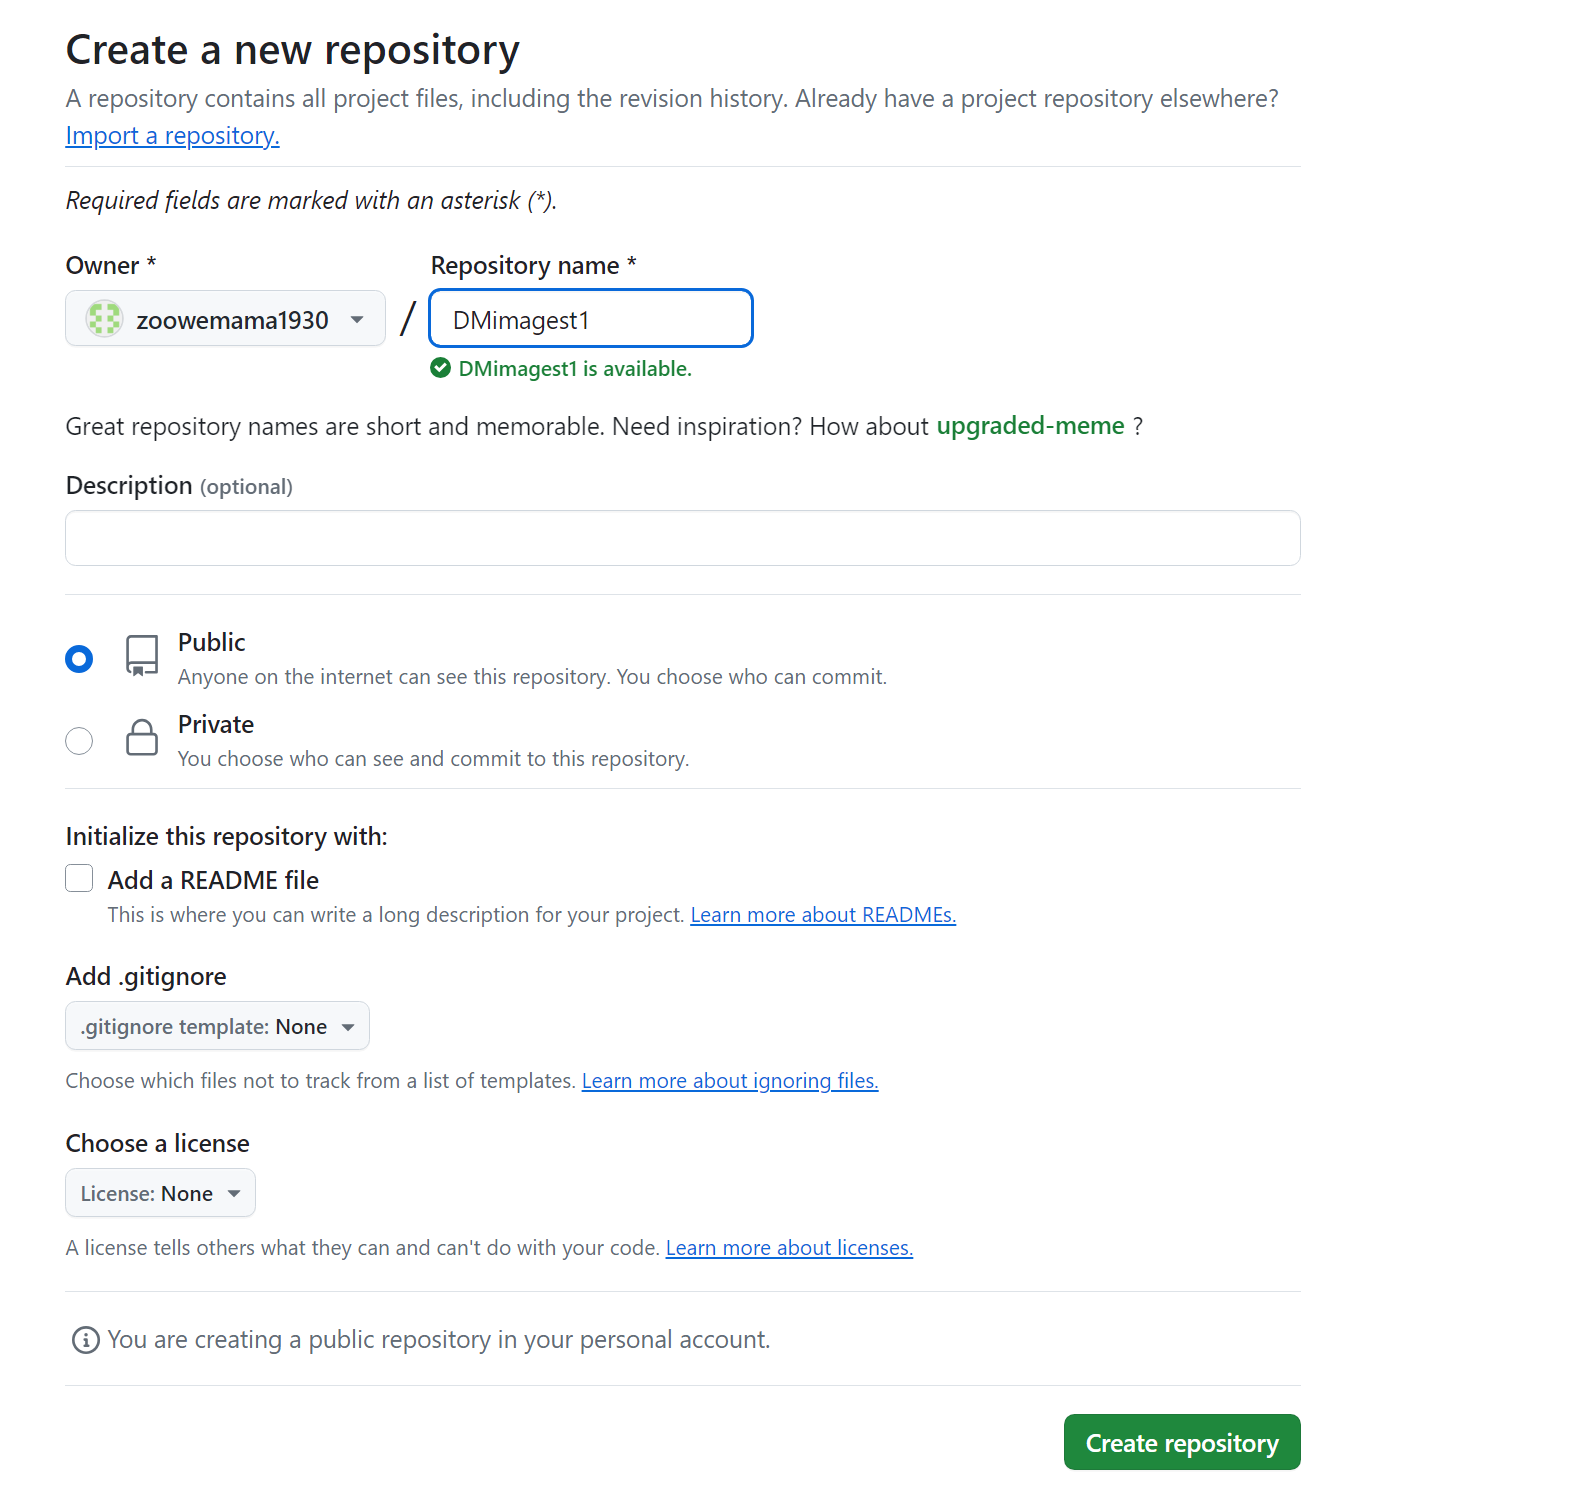 Create a new repository
A repository contains all project files, including the revision history. Already have a project repository elsewhere?
Import a repository.
Required fields are marked with an asterisk (*).
Owner *
Repository name *
zoowemama1930
/
DMimagest1
DMimagest1 is available.
Great repository names are short and memorable. Need inspiration? How about upgraded-meme ?
Description (optional)
Public
Anyone on the internet can see this repository. You choose who can commit.
Private
You choose who can see and commit to this repository.
Initialize this repository with:
Add a README file
This is where you can write a long description for your project. Learn more about READMEs.
Add .gitignore
.gitignore template: None
Choose which files not to track from a list of templates. Learn more about ignoring files.
Choose a license
License: None
A license tells others what they can and can't do with your code. Learn more about licenses.
You are creating a public repository in your personal account.
Create repository